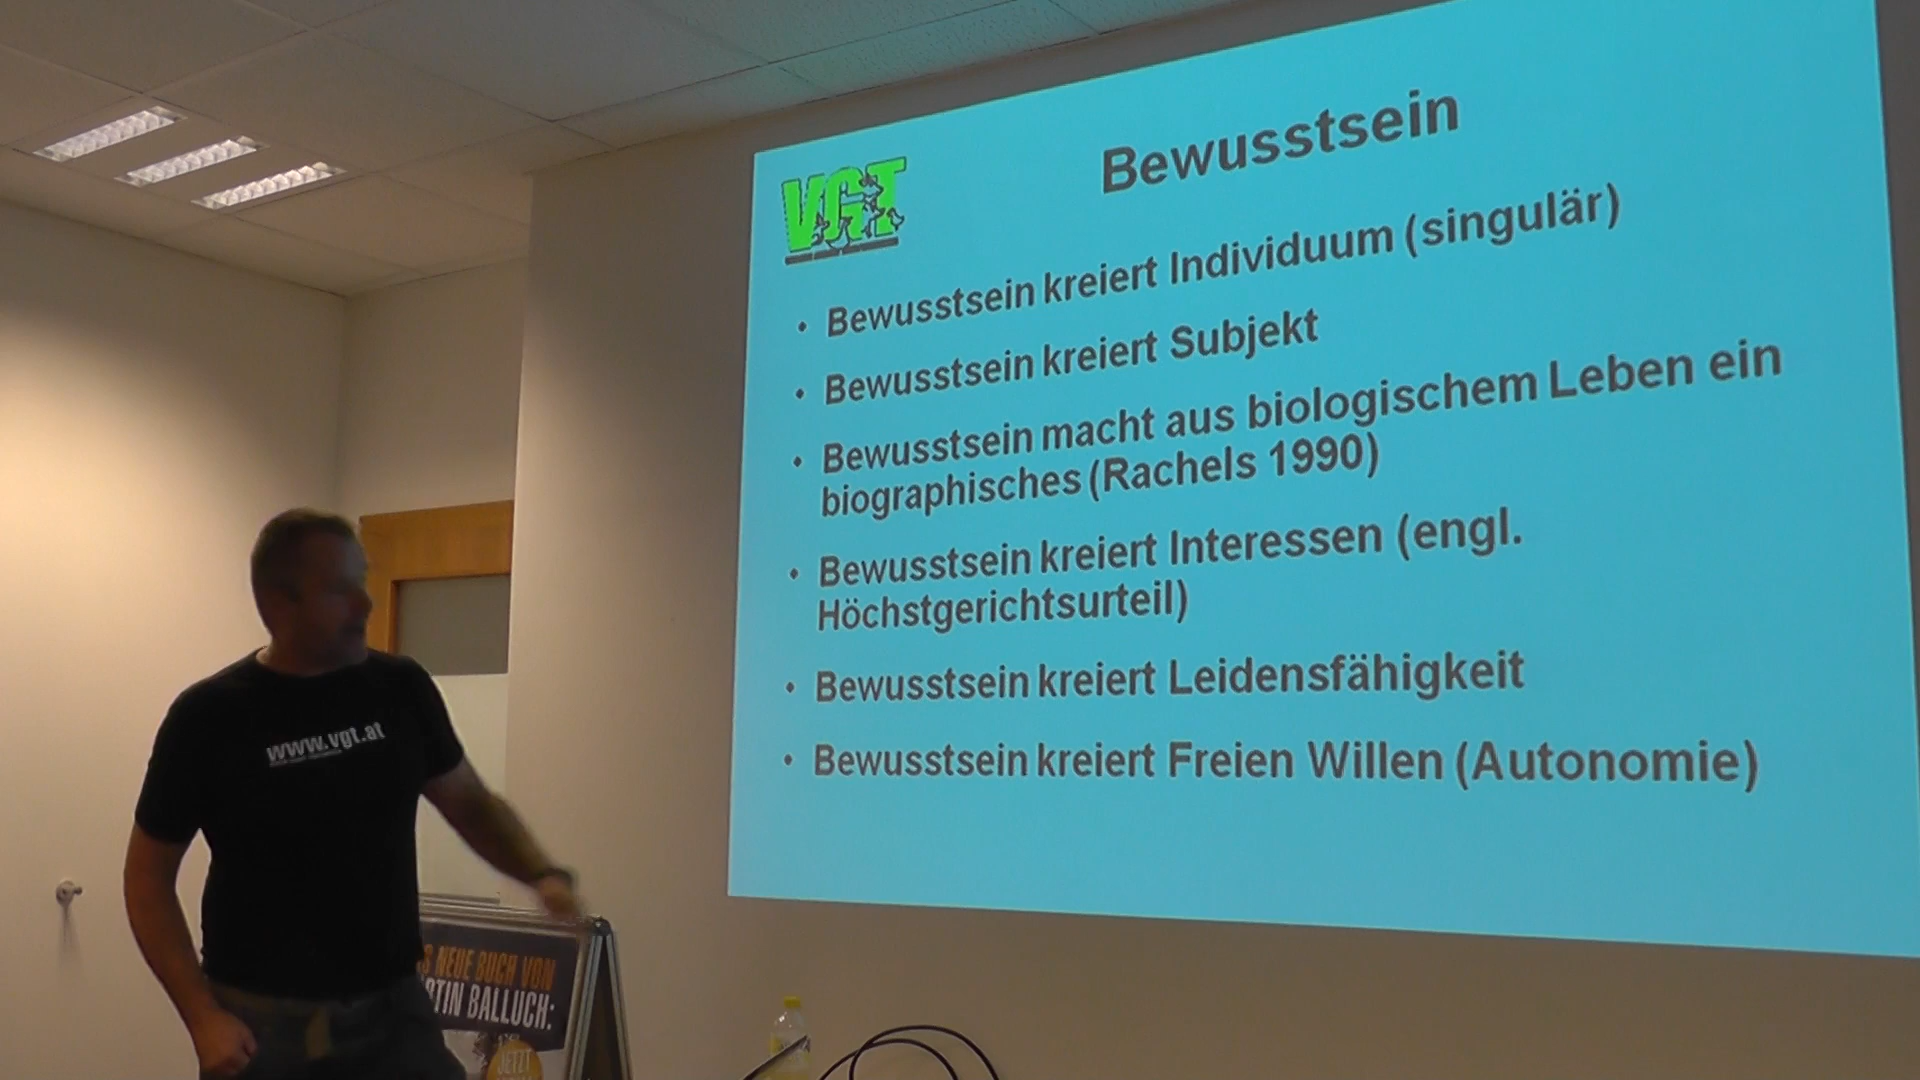 VGT
Bewusstsein
• Bewusstsein kreiert Individuum (singulär)
• Bewusstsein kreiert Subjekt
• Bewusstsein macht aus biologischem Leben ein
biographisches (Rachels 1990)
• Bewusstsein kreiert Interessen (engl.
Höchstgerichtsurteil)
• Bewusstsein kreiert Leidensfähigkeit
• Bewusstsein kreiert Freien Willen (Autonomie)
www.vgt.at
NEUE BUCH VON
BALLUCH:
JETZT